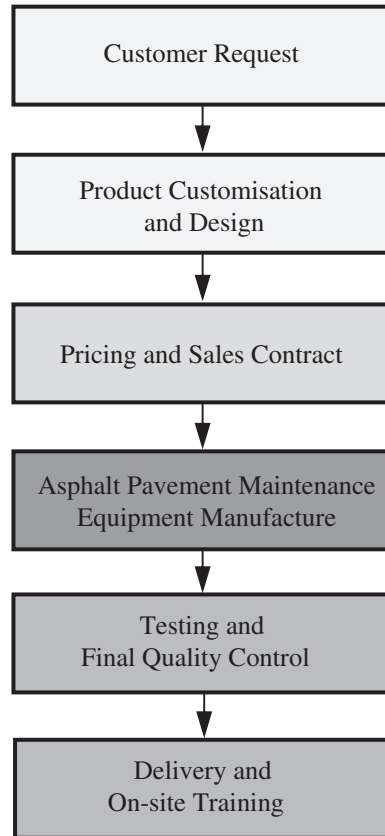 Customer Request
Product Customisation
and Design
Pricing and Sales Contract
Asphalt Pavement Maintenance
Equipment Manufacture
Testing and
Final Quality Control
Delivery and
On-site Training